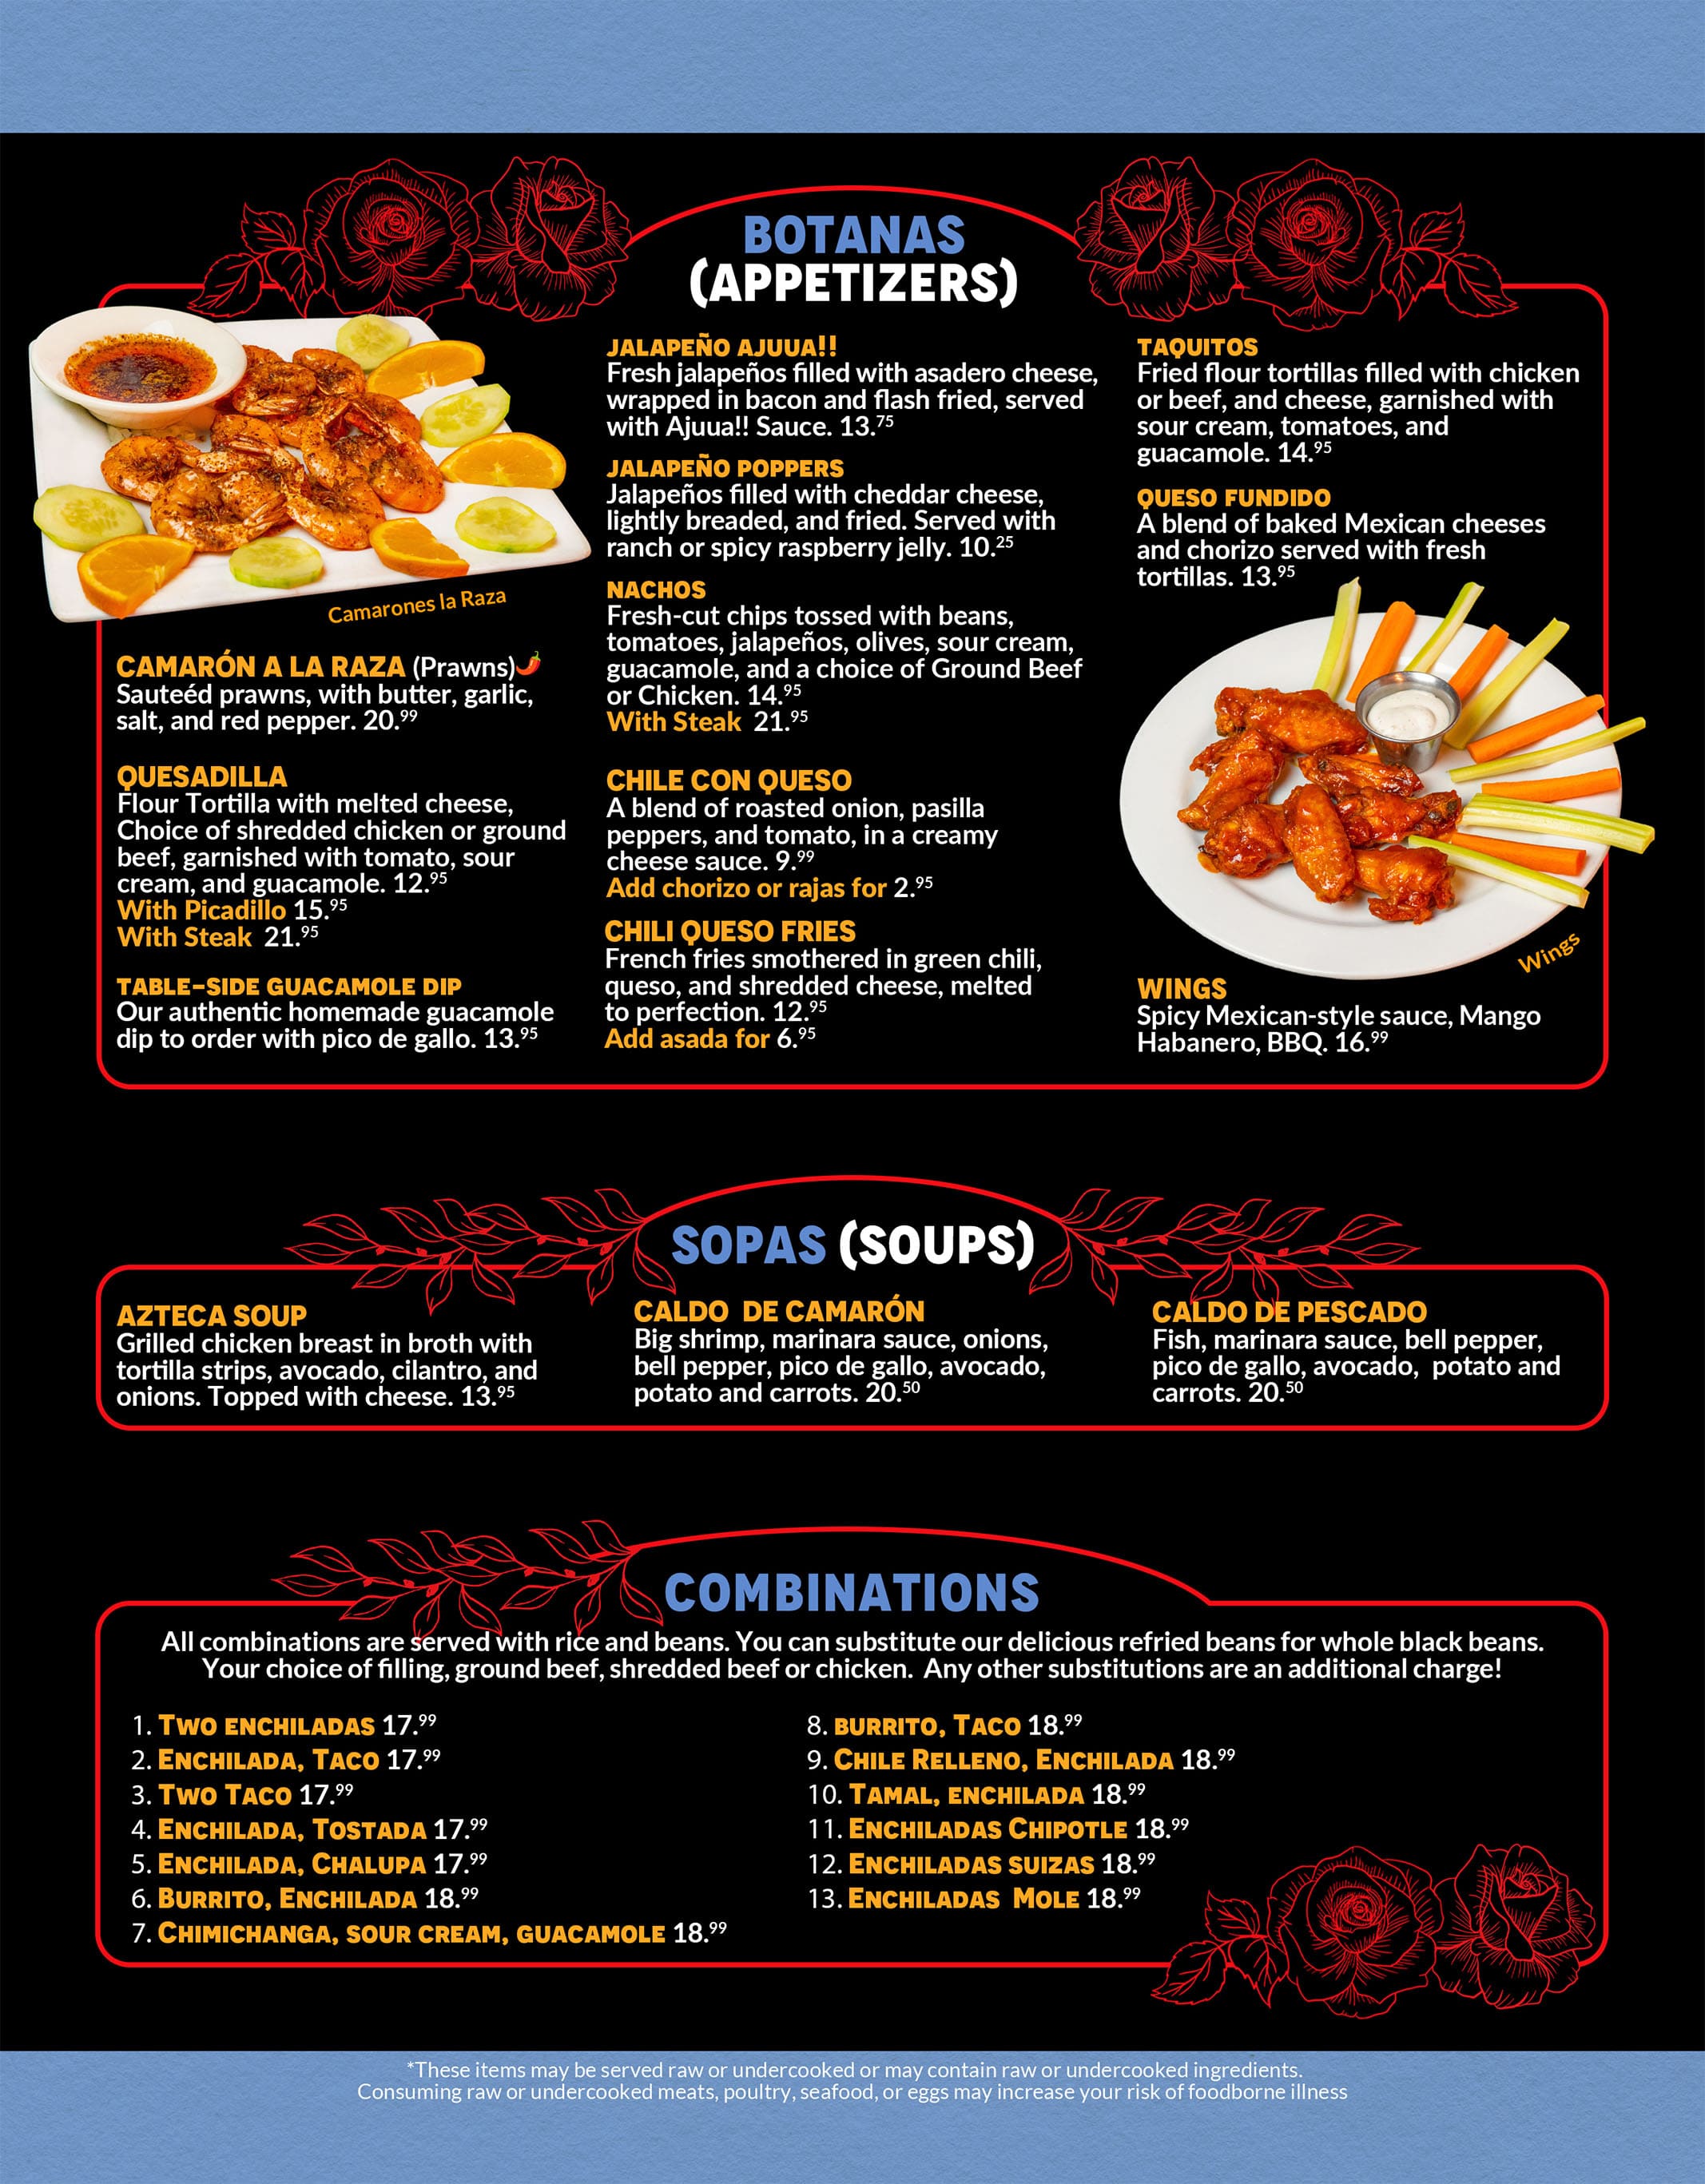 BOTANAS
(APPETIZERS)
Camarones la Raza
CAMARÓN A LA RAZA (Prawns)
Sauteéd prawns, with butter, garlic,
salt, and red pepper. 20.99
QUESADILLA
Flour Tortilla with melted cheese,
Choice of shredded chicken or ground
beef, garnished with tomato, sour
cream, and guacamole. 12.95
With Picadillo 15.95
With Steak 21.95
TABLE-SIDE GUACAMOLE DIP
Our authentic homemade guacamole
dip to order with pico de gallo. 13.95
JALAPEÑO AJUUA!!
Fresh jalapeños filled with asadero cheese,
wrapped in bacon and flash fried, served
with Ajuua!! Sauce. 13.75
JALAPEÑO POPPERS
Jalapeños filled with cheddar cheese,
lightly breaded, and fried. Served with
ranch or spicy raspberry jelly. 10.25
NACHOS
Fresh-cut chips tossed with beans,
tomatoes, jalapeños, olives, sour cream,
guacamole, and a choice of Ground Beef
or Chicken. 14.95
With Steak 21.95
CHILE CON QUESO
A blend of roasted onion, pasilla
peppers, and tomato, in a creamy
cheese sauce. 9.99
Add chorizo or rajas for 2.95
CHILI QUESO FRIES
French fries smothered in green chili,
queso, and shredded cheese, melted
to perfection. 12.95
Add asada for 6.95
TAQUITOS
Fried flour tortillas filled with chicken
or beef, and cheese, garnished with
sour cream, tomatoes, and
guacamole. 14.95
QUESO FUNDIDO
A blend of baked Mexican cheeses
and chorizo served with fresh
tortillas. 13.95
Wings
WINGS
Spicy Mexican-style sauce, Mango
Habanero, BBQ. 16.99
SOPAS (SOUPS)
AZTECA SOUP
Grilled chicken breast in broth with
tortilla strips, avocado, cilantro, and
onions. Topped with cheese. 13.95
CALDO DE CAMARÓN
Big shrimp, marinara sauce, onions,
bell pepper, pico de gallo, avocado,
potato and carrots. 20.50
CALDO DE PESCADO
Fish, marinara sauce, bell pepper,
pico de gallo, avocado, potato and
carrots. 20.50
COMBINATIONS
All combinations are served with rice and beans. You can substitute our delicious refried beans for whole black beans.
Your choice of filling, ground beef, shredded beef or chicken. Any other substitutions are an additional charge!
1. TWO ENCHILADAS 17.99
2. ENCHILADA, TACO 17.99
3. TWO TACO 17.99
4. ENCHILADA, TOSTADA 17.99
5. ENCHILADA, CHALUPA 17.99
6. BURRITO, ENCHILADA 18.99
7. CHIMICHANGA, SOUR CREAM, GUACAMOLE 18.99
8. BURRITO, TACO 18.99
9. CHILE RELLENO, ENCHILADA 18.99
10. TAMAL, ENCHILADA 18.99
11. ENCHILADAS CHIPOTLE 18.99
12. ENCHILADAS SUIZAS 18.99
13. ENCHILADAS MOLE 18.99
*These items may be served raw or undercooked or may contain raw or undercooked ingredients.
Consuming raw or undercooked meats, poultry, seafood, or eggs may increase your risk of foodborne illness